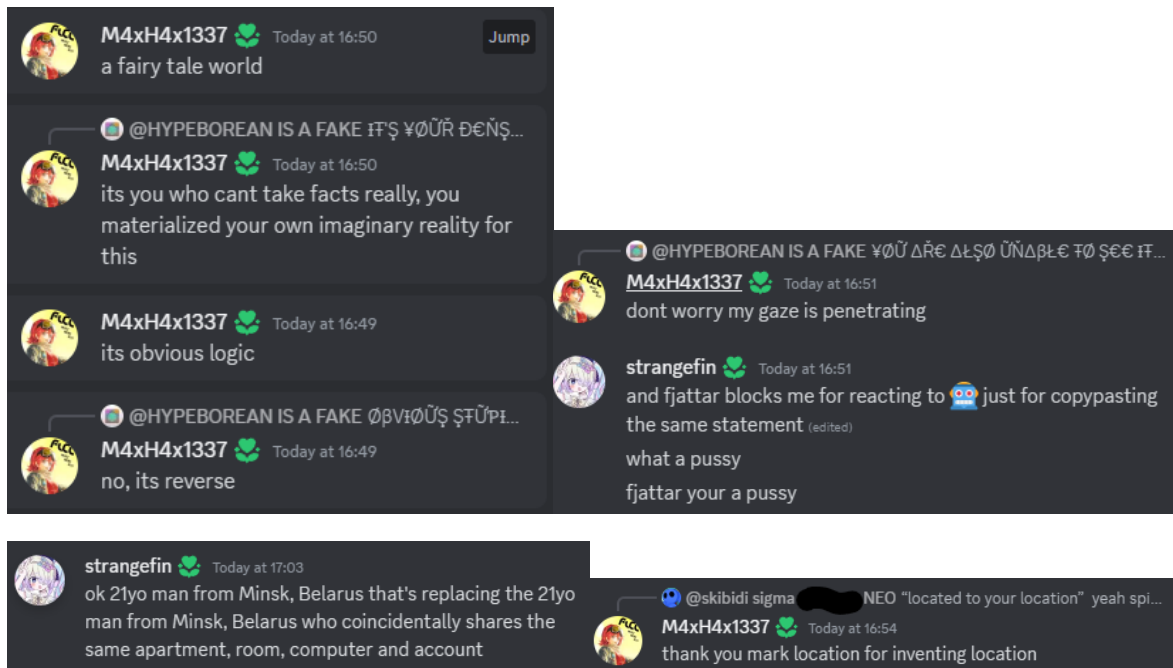 M4xH4x1337 Today at 16:50
Jump
a fairy tale world
@HYPEBOREAN IS A FAKE ᵻŦ'Ş ¥ØŨŘ Đ€ŇŞ...
M4xH4x1337 Today at 16:50
its you who cant take facts really, you
materialized your own imaginary reality for
this
M4xH4x1337 Today at 16:49
its obvious logic
@HYPEBOREAN IS A FAKE ØβVᵻØŨŞ ŞŦŨƤᵻ...
M4xH4x1337 Today at 16:49
no, its reverse
@HYPEBOREAN IS A FAKE ¥ØŨ ΔŘ€ ΔŁŞØ ŨŇΔβŁ€ ŦØ Ş€€ ᵻŦ...
M4xH4x1337 Today at 16:51
dont worry my gaze is penetrating
strangefin Today at 16:51
and fjattar blocks me for reacting to 🤖 just for copypasting
the same statement (edited)
what a pussy
fjattar your a pussy
strangefin Today at 17:03
ok 21yo man from Minsk, Belarus that's replacing the 21yo
man from Minsk, Belarus who coincidentally shares the
same apartment, room, computer and account
@skibidi sigma NEO “located to your location” yeah spi...
M4xH4x1337 Today at 16:54
thank you mark location for inventing location